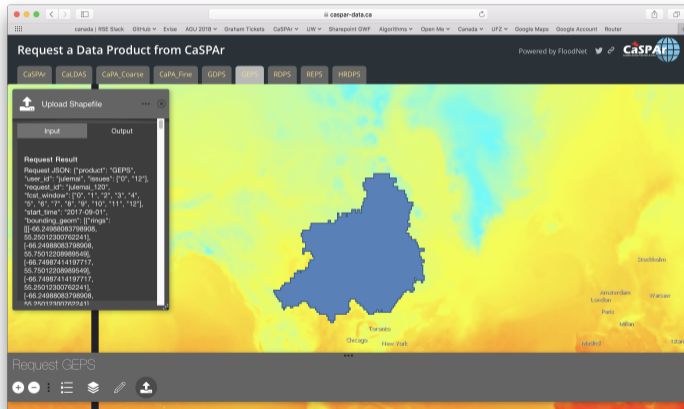 caspar-data.ca
canada | RSE Slack GitHub Evise AGU 2018 Graham Tickets CaSPAr UW Sharepoint GWF Algorithms Open Me Canada UFZ Google Maps Google Account Router
Request a Data Product from CaSPAr
Powered by FloodNet
CaSPAr
CaSPAr CaLDAS CaPA_Coarse CaPA_Fine GDPS GEPS RDPS REPS HRDPS
Upload Shapefile
Input Output
Request Result
Request JSON: {"product": "GEPS",
"user_id": "julemai", "issues": ["0", "12"],
"request_id": "julemai_120",
"fcst_window": ["0", "1", "2", "3", "4",
"5", "6", "7", "8", "9", "10", "11", "12"],
"start_time": "2017-09-01",
"bounding_geom": [{"rings":
[[[-66.24988083798908,
55.25012300762241],
[-66.24988083798908,
55.75012208989549],
[-66.74987414197717,
55.75012208989549],
[-66.74987414197717,
55.25012300762241],
[-66.24988083798908,
55.25012300762241]
Stockholm
Amsterdam
London
Warsaw
Paris
Milan
Toronto
Chicago New York
Madrid
Istan
Request GEPS